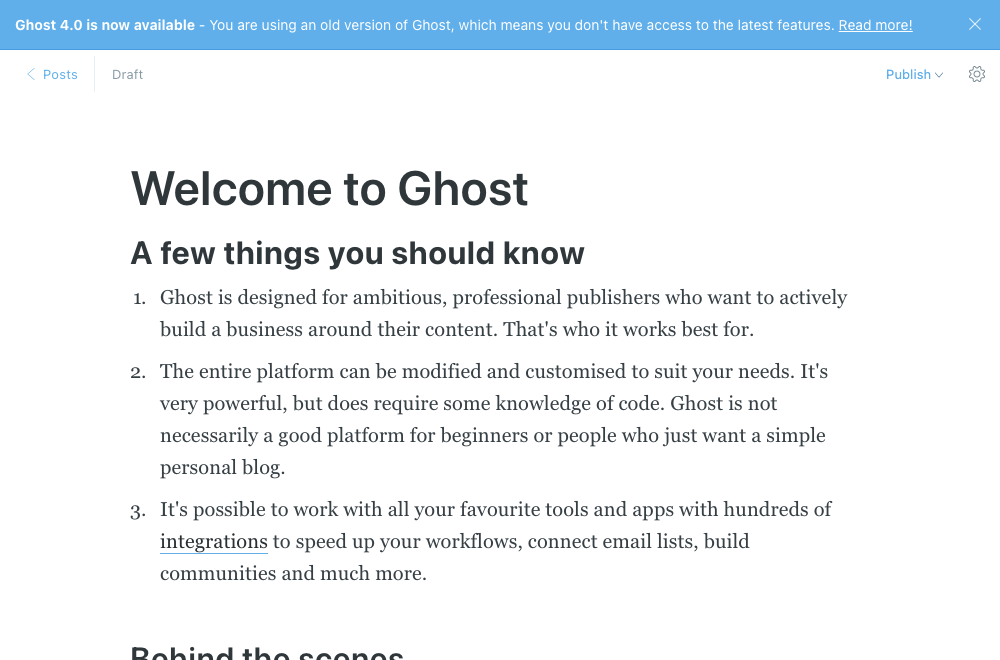 Ghost 4.0 is now available - You are using an old version of Ghost, which means you don't have access to the latest features. Read more!
Posts
Draft
Publish
Welcome to Ghost
A few things you should know
1. Ghost is designed for ambitious, professional publishers who want to actively
build a business around their content. That's who it works best for.
2. The entire platform can be modified and customised to suit your needs. It's
very powerful, but does require some knowledge of code. Ghost is not
necessarily a good platform for beginners or people who just want a simple
personal blog.
3. It's possible to work with all your favourite tools and apps with hundreds of
integrations to speed up your workflows, connect email lists, build
communities and much more.
Behind the scenes